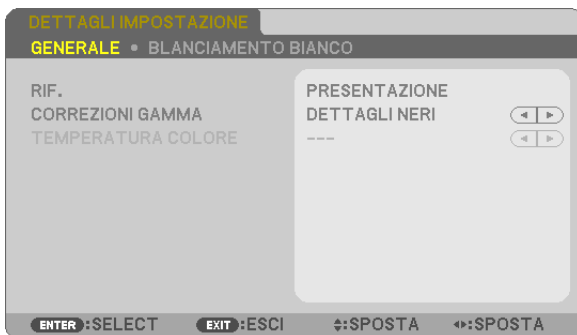 DETTAGLI IMPOSTAZIONE
GENERALE • BLANCIAMENTO BIANCO
RIF. PRESENTAZIONE
CORREZIONI GAMMA DETTAGLI NERI
TEMPERATURA COLORE ---
ENTER :SELECT EXIT :ESCI :SPOSTA :SPOSTA